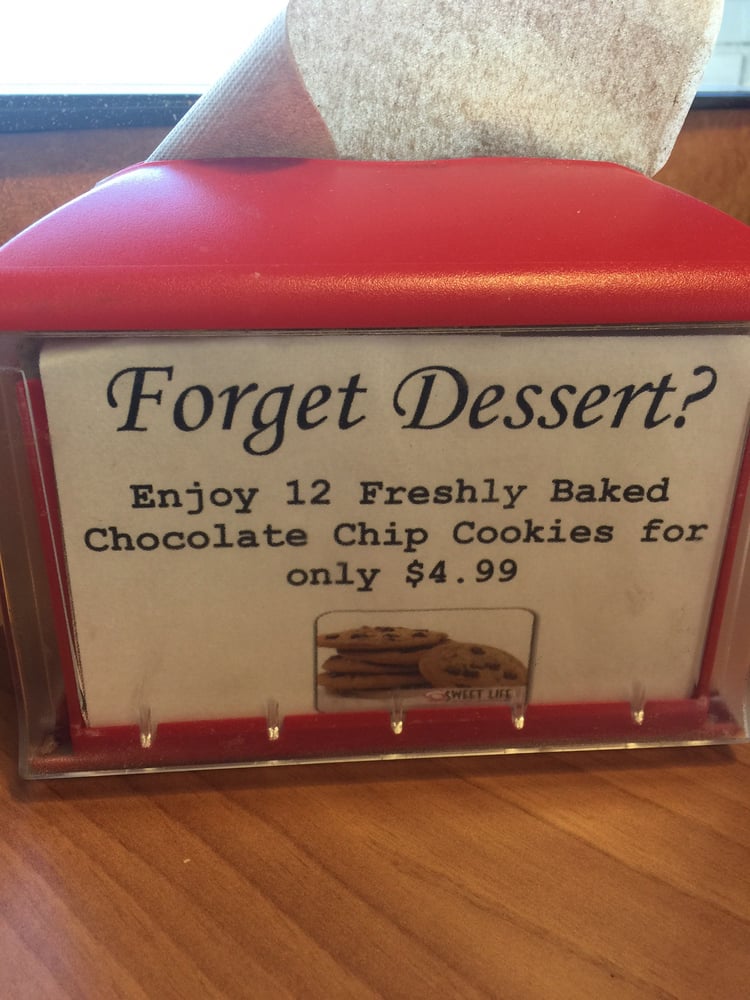 Forget Dessert?
Enjoy 12 Freshly Baked
Chocolate Chip Cookies for
only $4.99
SWEET LIFE